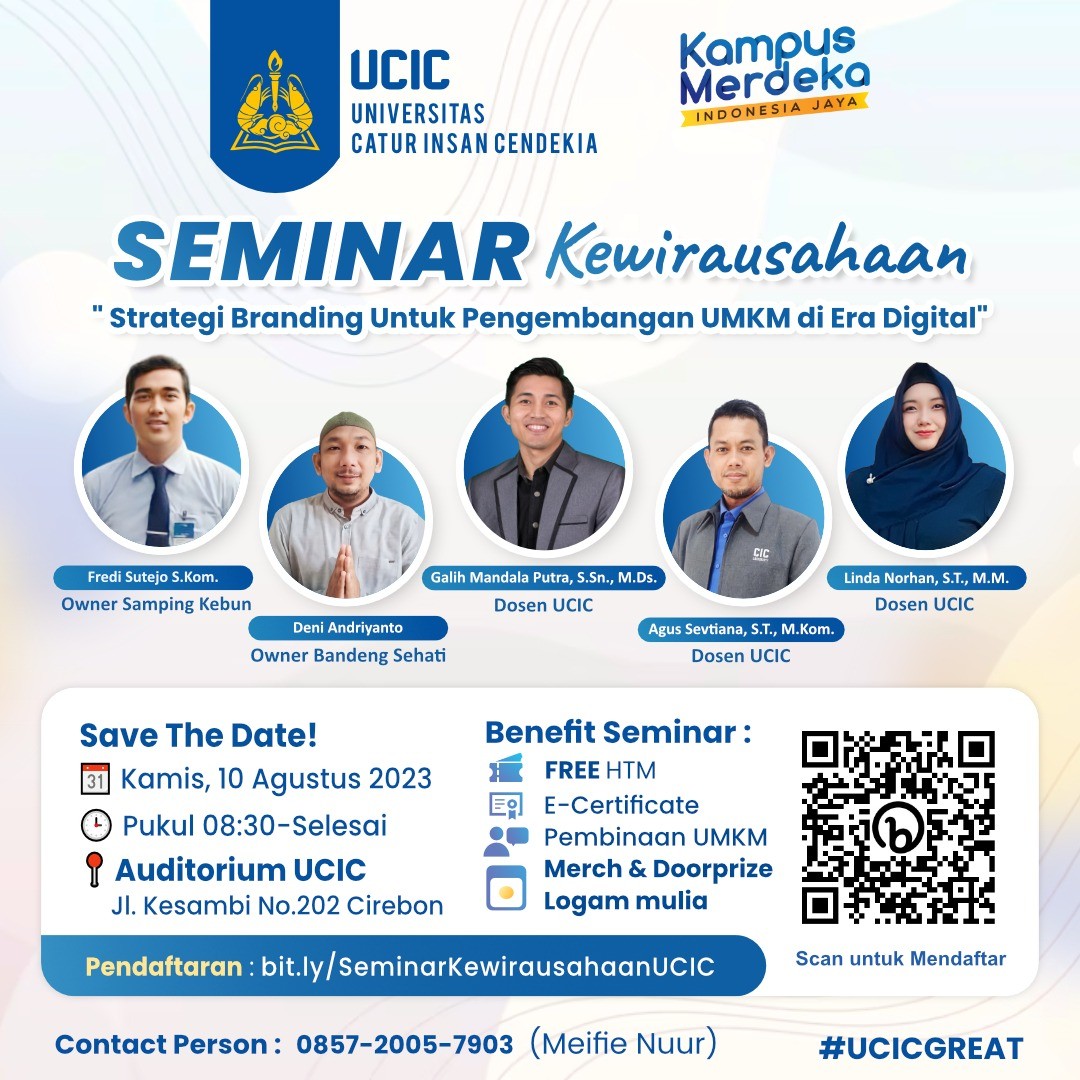 UCIC
UNIVERSITAS
CATUR INSAN CENDEKIA
Kampus
Merdeka
INDONESIA JAYA
SEMINAR Kewirausahaan
" Strategi Branding Untuk Pengembangan UMKM di Era Digital"
Fredi Sutejo S.Kom.
Owner Samping Kebun
Deni Andriyanto
Owner Bandeng Sehati
Galih Mandala Putra, S.Sn., M.Ds.
Dosen UCIC
CIC
Agus Sevtiana, S.T., M.Kom.
Dosen UCIC
Linda Norhan, S.T., M.M.
Dosen UCIC
Save The Date!
31 Kamis, 10 Agustus 2023
Pukul 08:30-Selesai
Auditorium UCIC
Jl. Kesambi No.202 Cirebon
Benefit Seminar :
FREE HTM
E-Certificate
Pembinaan UMKM
Merch & Doorprize
Logam mulia
b
Scan untuk Mendaftar
Pendaftaran : bit.ly/SeminarKewirausahaanUCIC
Contact Person : 0857-2005-7903 (Meifie Nuur)
#UCICGREAT